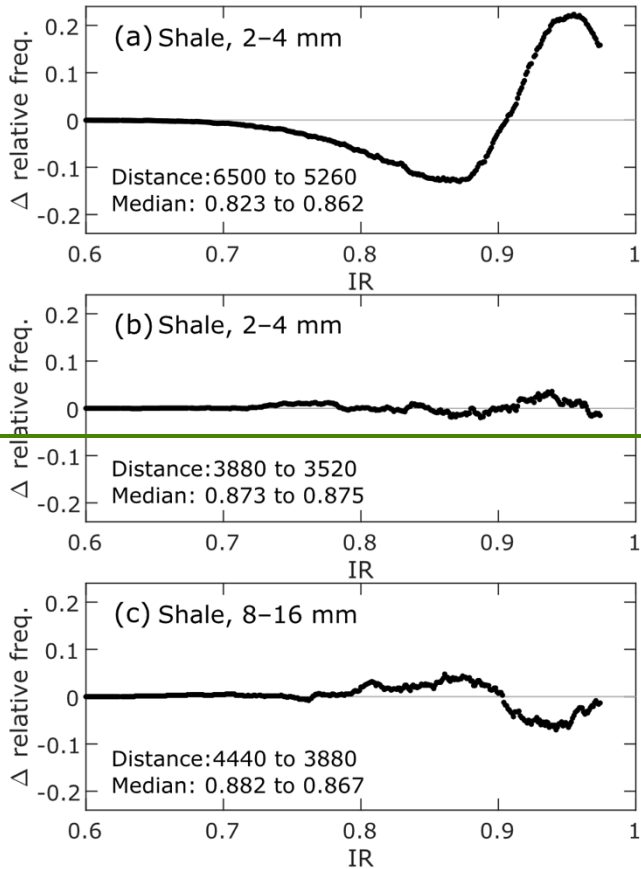 (a) Shale, 2–4 mm
Δ relative freq.
0.2
0.1
0
-0.1
-0.2
Distance:6500 to 5260
Median: 0.823 to 0.862
0.6 0.7 0.8 0.9 1
IR
(b) Shale, 2–4 mm
Δ relative freq.
0.2
0.1
0
-0.1
-0.2
Distance:3880 to 3520
Median: 0.873 to 0.875
0.6 0.7 0.8 0.9 1
IR
(c) Shale, 8–16 mm
Δ relative freq.
0.2
0.1
0
-0.1
-0.2
Distance:4440 to 3880
Median: 0.882 to 0.867
0.6 0.7 0.8 0.9 1
IR